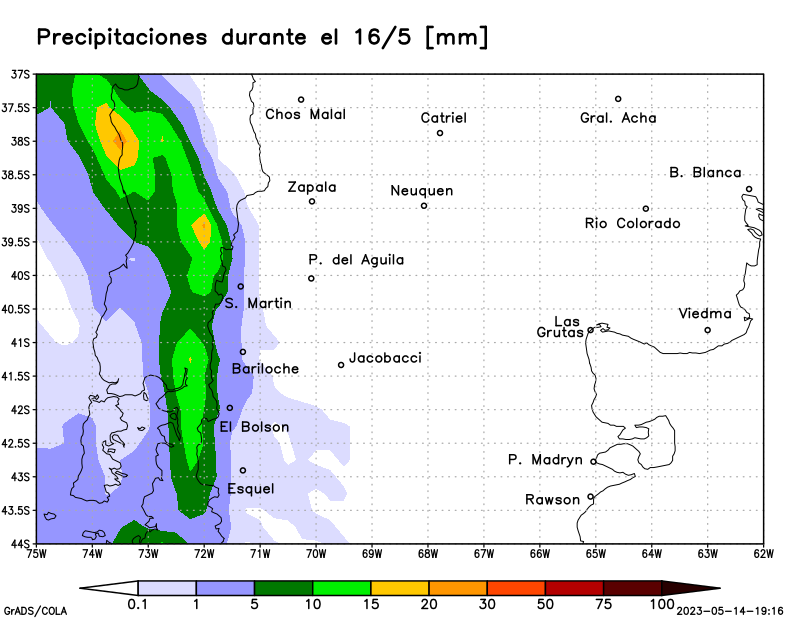 Precipitaciones durante el 16/5 [mm]
37S
37.5S
38S
38.5S
39S
39.5S
40S
40.5S
41S
41.5S
42S
42.5S
43S
43.5S
44S
Chos Malal
Catriel
Gral. Acha
B. Blanca
Zapala
Neuquen
Rio Colorado
P. del Aguila
S. Martin
Viedma
Las
Grutas
Jacobacci
Bariloche
El Bolson
P. Madryn
Esquel
Rawson
75W 74W 73W 72W 71W 70W 69W 68W 67W 66W 65W 64W 63W 62W
0.1 1 5 10 15 20 30 50 75 100
GrADS/COLA
2023-05-14-19:16